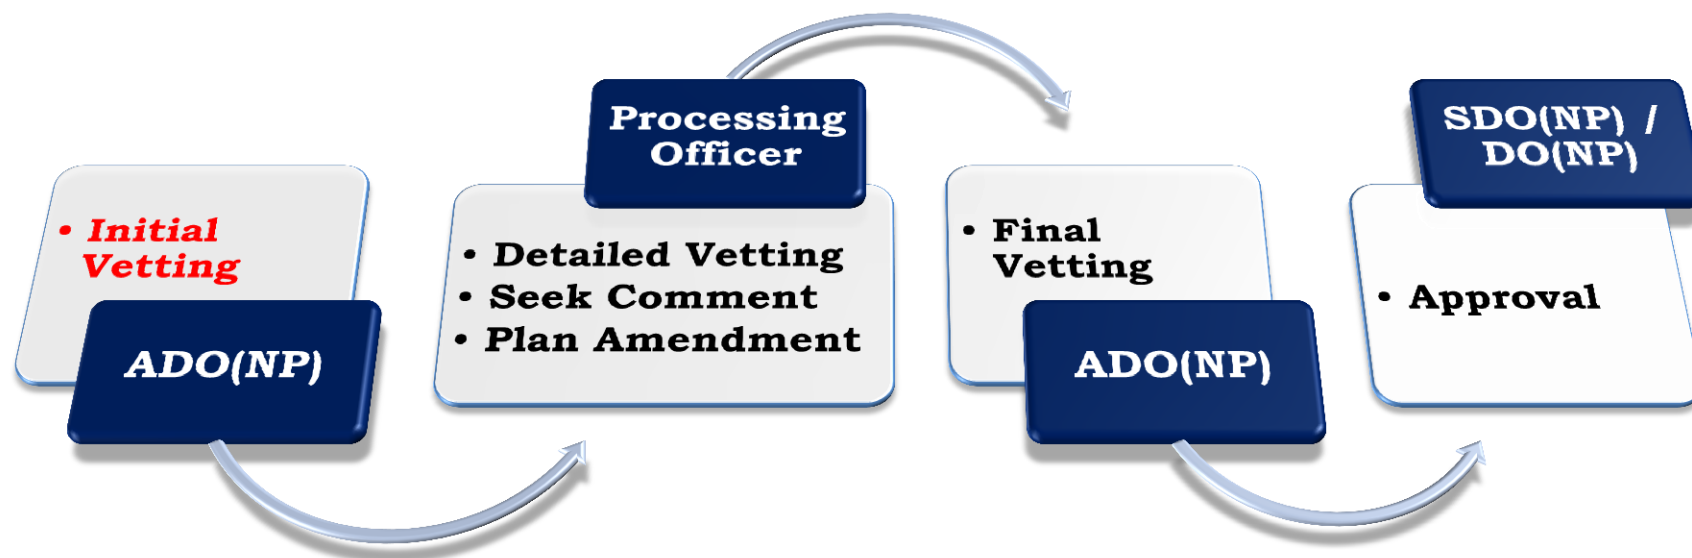 • Initial
Vetting
ADO(NP)
Processing
Officer
• Detailed Vetting
• Seek Comment
• Plan Amendment
• Final
Vetting
ADO(NP)
SDO(NP) /
DO(NP)
• Approval